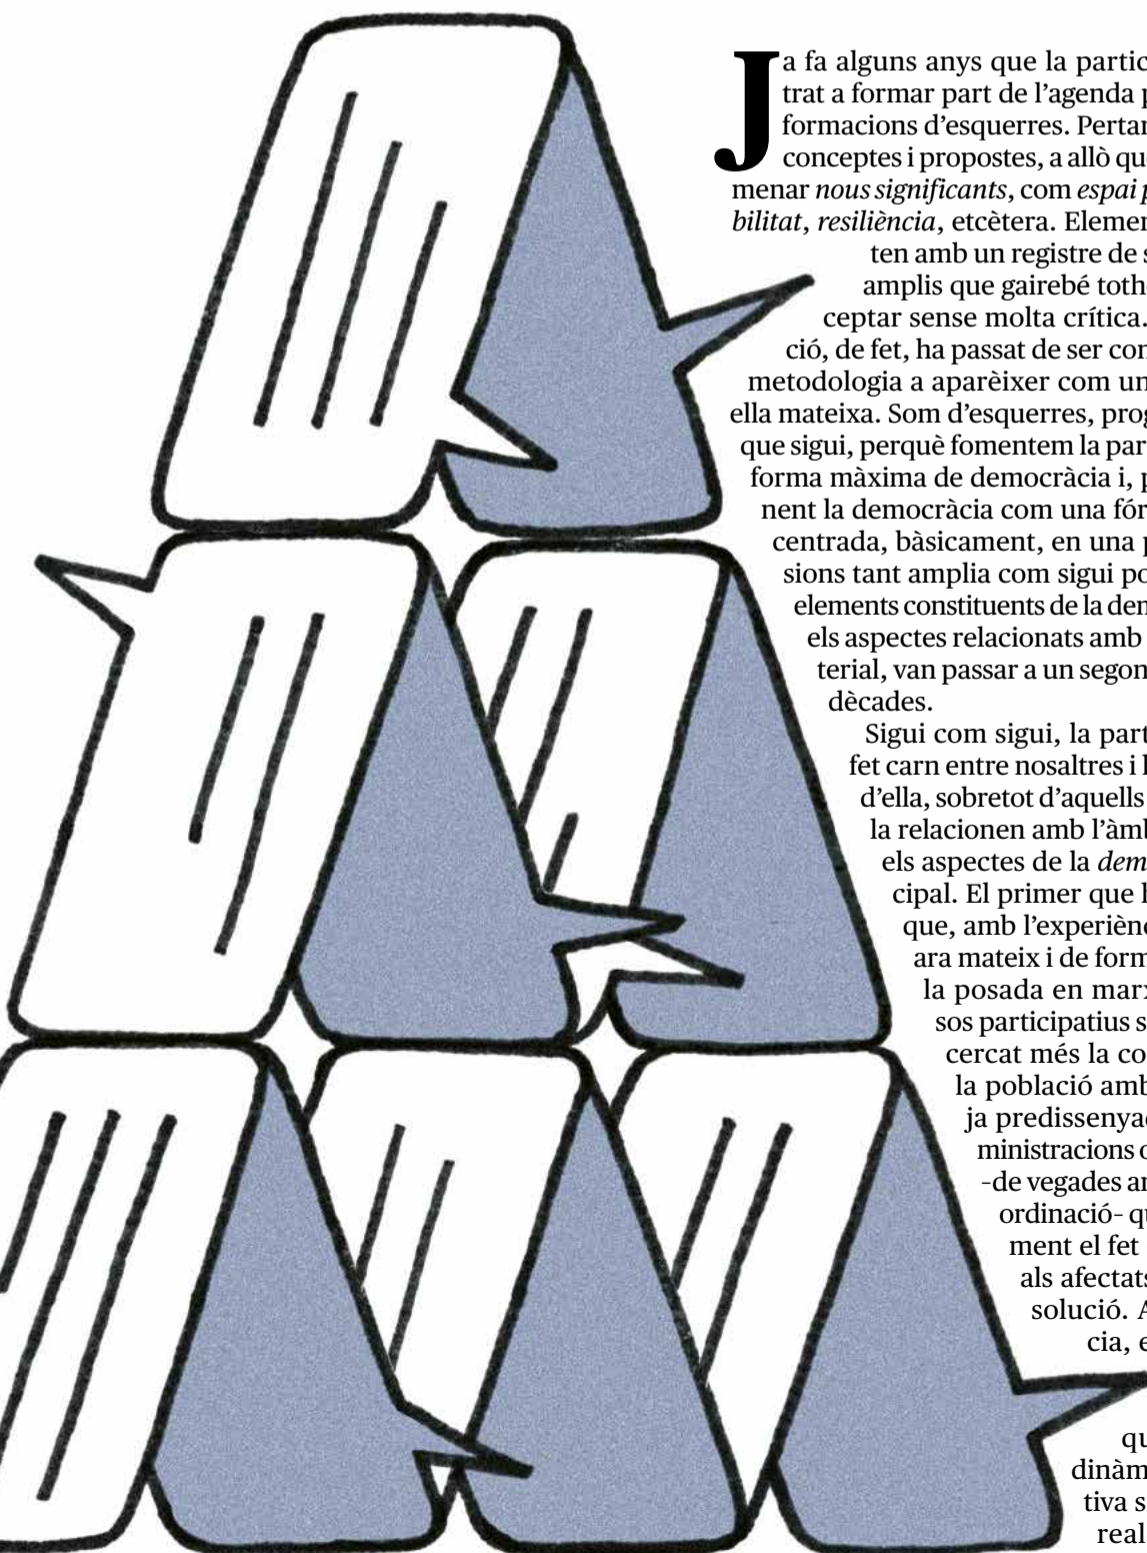 Ja fa alguns anys que la partic
trat a formar part de l’agenda p
formacions d’esquerres. Pertan
conceptes i propostes, a allò qu
menar nous significants, com espai p
bilitat, resiliència, etcètera. Elemen
ten amb un registre de s
amplis que gairebé toth
ceptar sense molta crítica.
ció, de fet, ha passat de ser con
metodologia a aparèixer com un
ella mateixa. Som d’esquerres, prog
que sigui, perquè fomentem la par
forma màxima de democràcia i, p
nent la democràcia com una fór
centrada, bàsicament, en una p
sions tant amplia com sigui po
elements constituents de la dem
els aspectes relacionats amb
terial, van passar a un segon
dècades.
Sigui com sigui, la part
fet carn entre nosaltres i h
d’ella, sobretot d’aquells
la relacionen amb l’àmb
els aspectes de la dem
cipal. El primer que h
que, amb l’experiènc
ara mateix i de form
la posada en marx
sos participatius s
cercat més la co
la població amb
ja predissenyad
ministracions o
-de vegades am
ordinació- qu
ment el fet
als afectats
solució. A
cia, e
qu
dinàm
tiva s
real